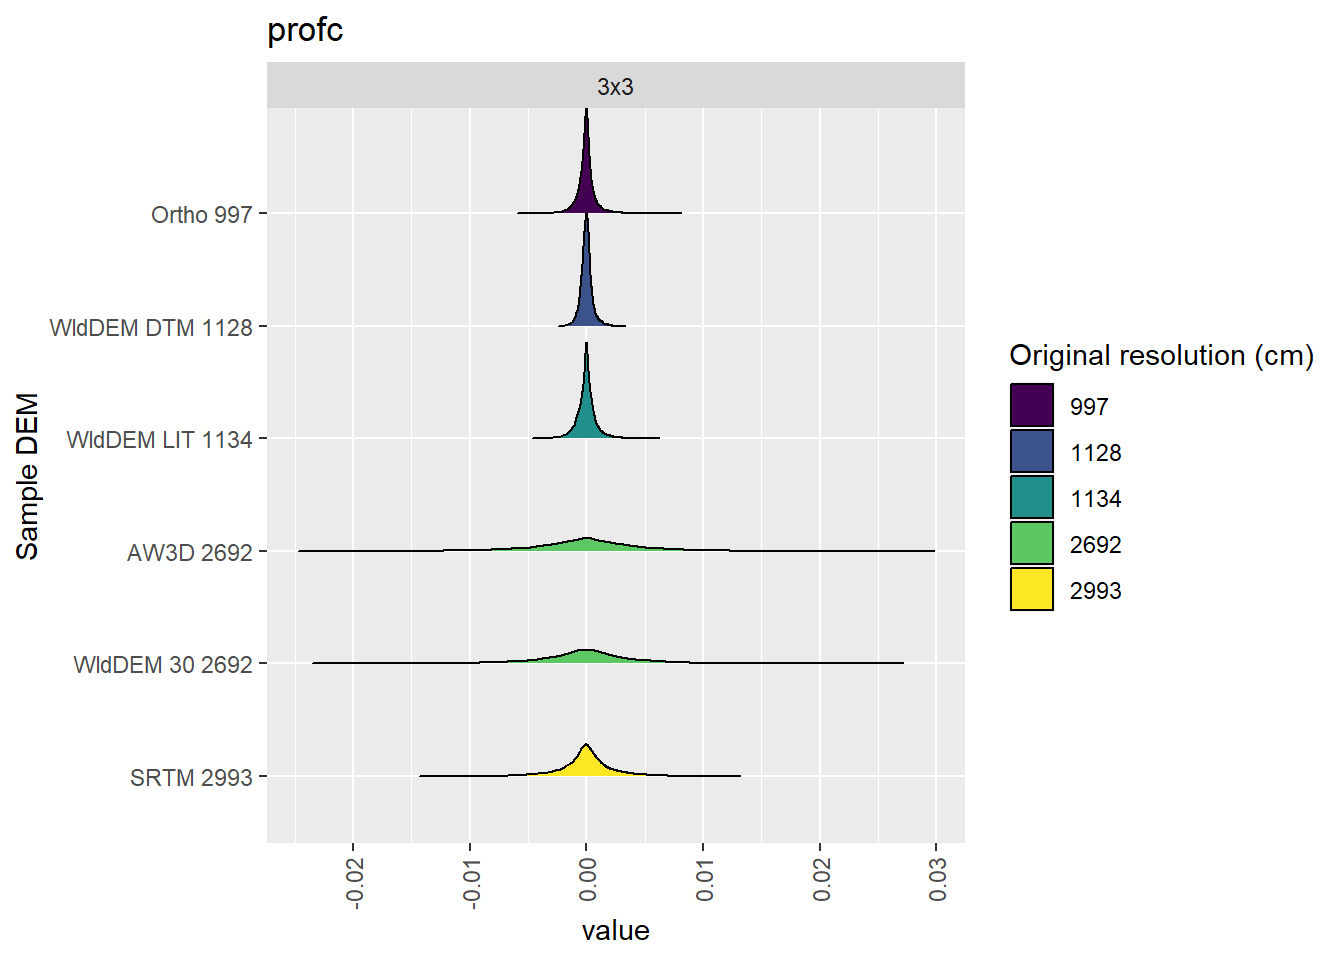 profc
3x3
Sample DEM
Ortho 997
WldDEM DTM 1128
WldDEM LIT 1134
AW3D 2692
WldDEM 30 2692
SRTM 2993
-0.02
-0.01
0.00
0.01
0.02
0.03
value
Original resolution (cm)
997
1128
1134
2692
2993